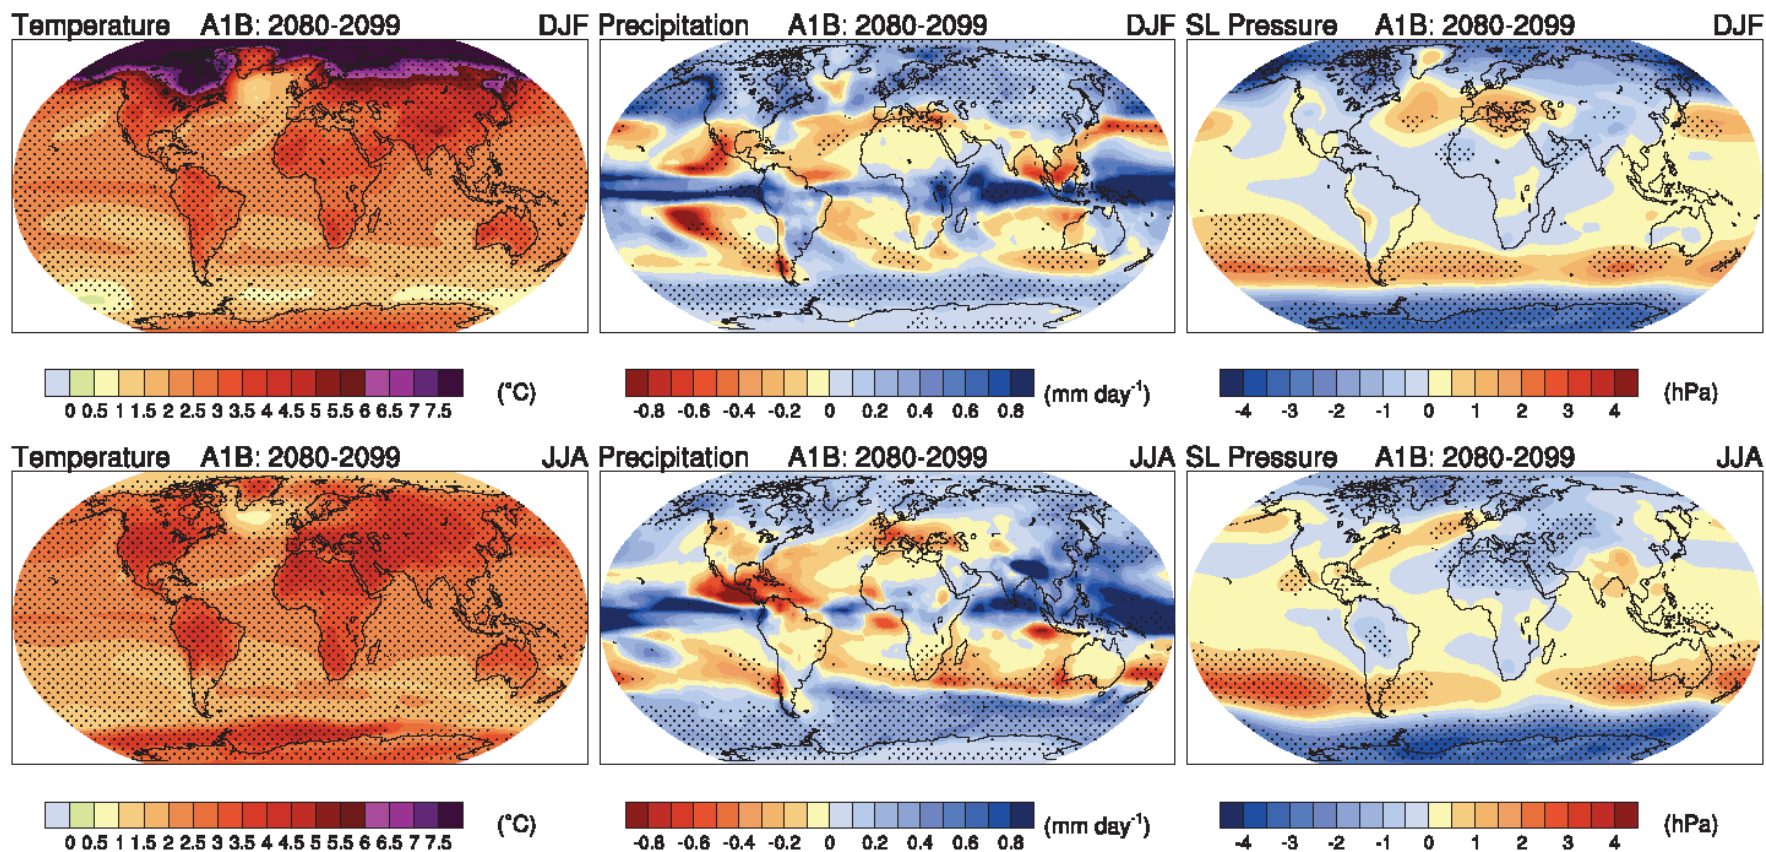 Temperature A1B: 2080-2099 DJF
Precipitation A1B: 2080-2099 DJF
SL Pressure A1B: 2080-2099 DJF
0 0.5 1 1.5 2 2.5 3 3.5 4 4.5 5 5.5 6 6.5 7 7.5 (°C)
-0.8 -0.6 -0.4 -0.2 0 0.2 0.4 0.6 0.8 (mm day⁻¹)
-4 -3 -2 -1 0 1 2 3 4 (hPa)
Temperature A1B: 2080-2099 JJA
Precipitation A1B: 2080-2099 JJA
SL Pressure A1B: 2080-2099 JJA
0 0.5 1 1.5 2 2.5 3 3.5 4 4.5 5 5.5 6 6.5 7 7.5 (°C)
-0.8 -0.6 -0.4 -0.2 0 0.2 0.4 0.6 0.8 (mm day⁻¹)
-4 -3 -2 -1 0 1 2 3 4 (hPa)